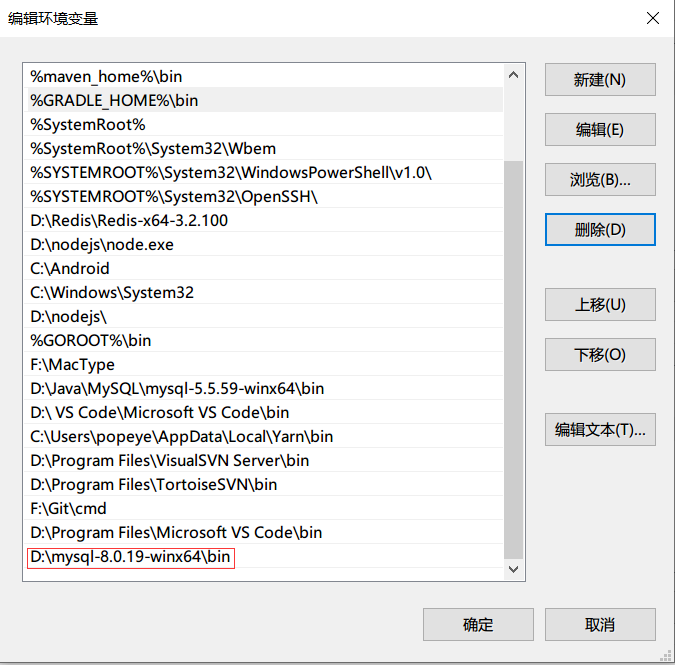 编辑环境变量
%maven_home%\bin
%GRADLE_HOME%\bin
%SystemRoot%
%SystemRoot%\System32\Wbem
%SYSTEMROOT%\System32\WindowsPowerShell\v1.0\
%SYSTEMROOT%\System32\OpenSSH\
D:\Redis\Redis-x64-3.2.100
D:\nodejs\node.exe
C:\Android
C:\Windows\System32
D:\nodejs\
%GOROOT%\bin
F:\MacType
D:\Java\MySQL\mysql-5.5.59-winx64\bin
D:\ VS Code\Microsoft VS Code\bin
C:\Users\popeye\AppData\Local\Yarn\bin
D:\Program Files\VisualSVN Server\bin
D:\Program Files\TortoiseSVN\bin
F:\Git\cmd
D:\Program Files\Microsoft VS Code\bin
D:\mysql-8.0.19-winx64\bin
新建(N)
编辑(E)
浏览(B)...
删除(D)
上移(U)
下移(O)
编辑文本(T)...
确定
取消